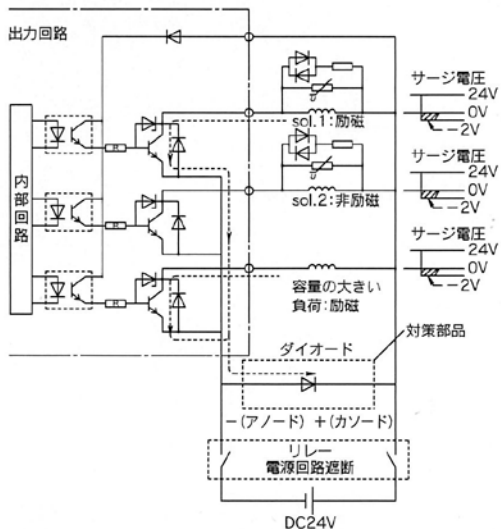 出力回路
内部回路
sol.1:励磁
sol.2:非励磁
容量の大きい
負荷:励磁
サージ電圧
24V
0V
−2V
サージ電圧
24V
0V
−2V
サージ電圧
24V
0V
−2V
対策部品
ダイオード
−(アノード) +(カソード)
リレー
電源回路遮断
DC24V